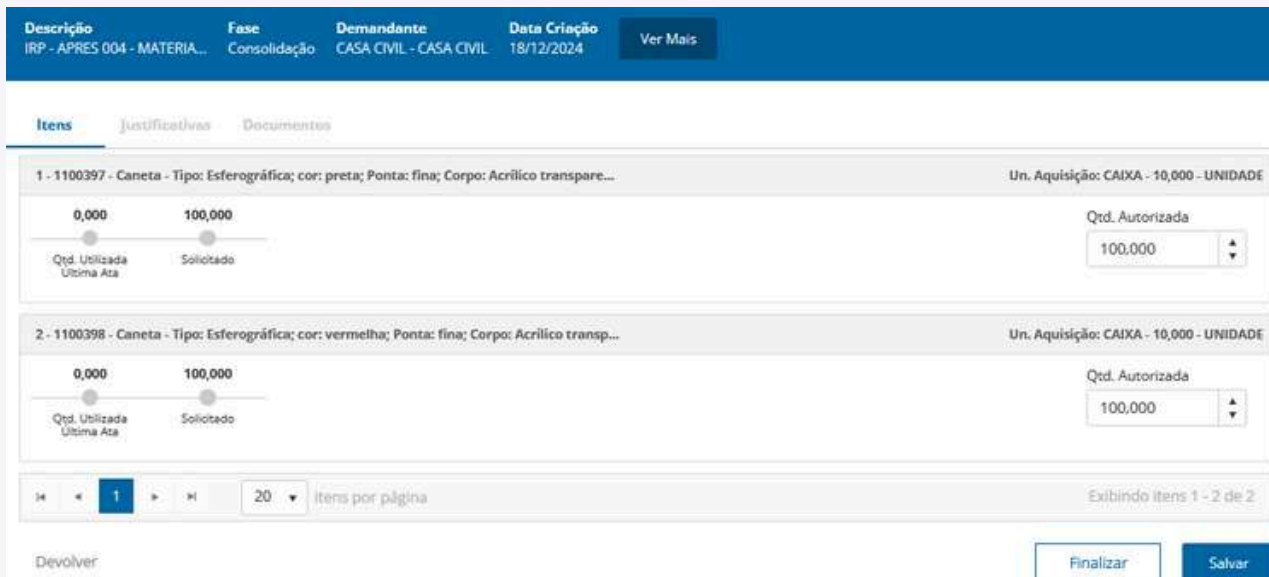 Descrição Fase Demandante Data Criação Ver Mais
IRP - APRES 004 - MATERIA... Consolidação CASA CIVIL - CASA CIVIL 18/12/2024
Itens Justificativas Documentos
1 - 1100397 - Caneta - Tipo: Esferográfica; cor: preta; Ponta: fina; Corpo: Acrílico transpare... Un. Aquisição: CAIXA - 10,000 - UNIDADE
0,000 100,000 Qtd. Autorizada
100,000
Qtd. Utilizada Solicitado
Última Ata
2 - 1100398 - Caneta - Tipo: Esferográfica; cor: vermelha; Ponta: fina; Corpo: Acrílico transp... Un. Aquisição: CAIXA - 10,000 - UNIDADE
0,000 100,000 Qtd. Autorizada
100,000
Qtd. Utilizada Solicitado
Última Ata
1 20 itens por página Exibindo itens 1 - 2 de 2
Devolver Finalizar Salvar